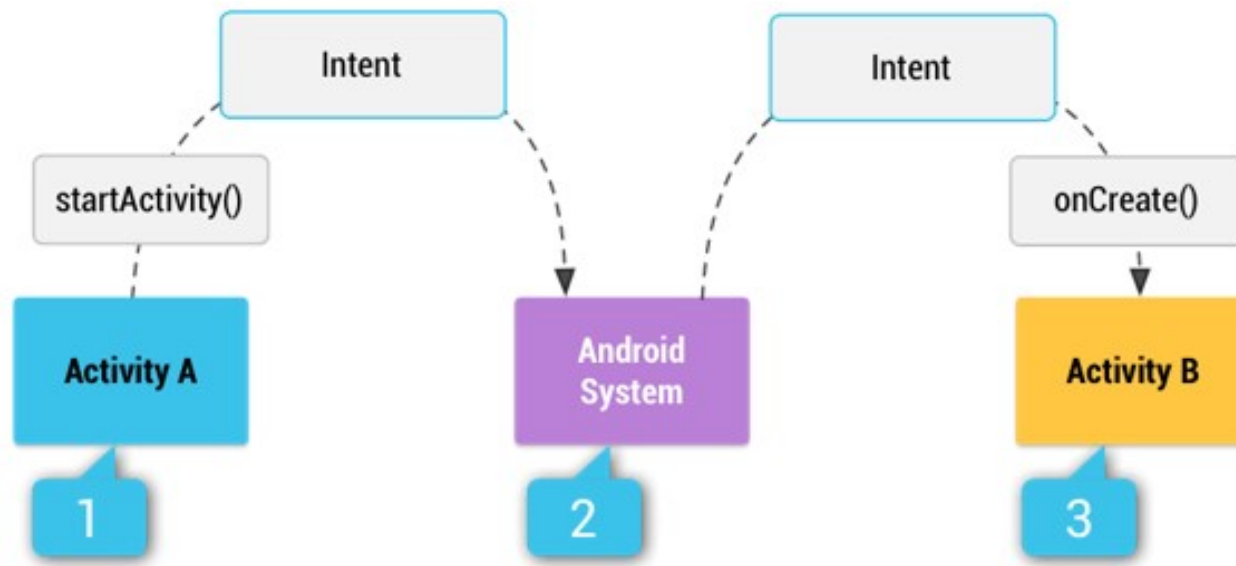 Intent
Intent
startActivity()
onCreate()
Activity A
Android
System
Activity B
1
2
3